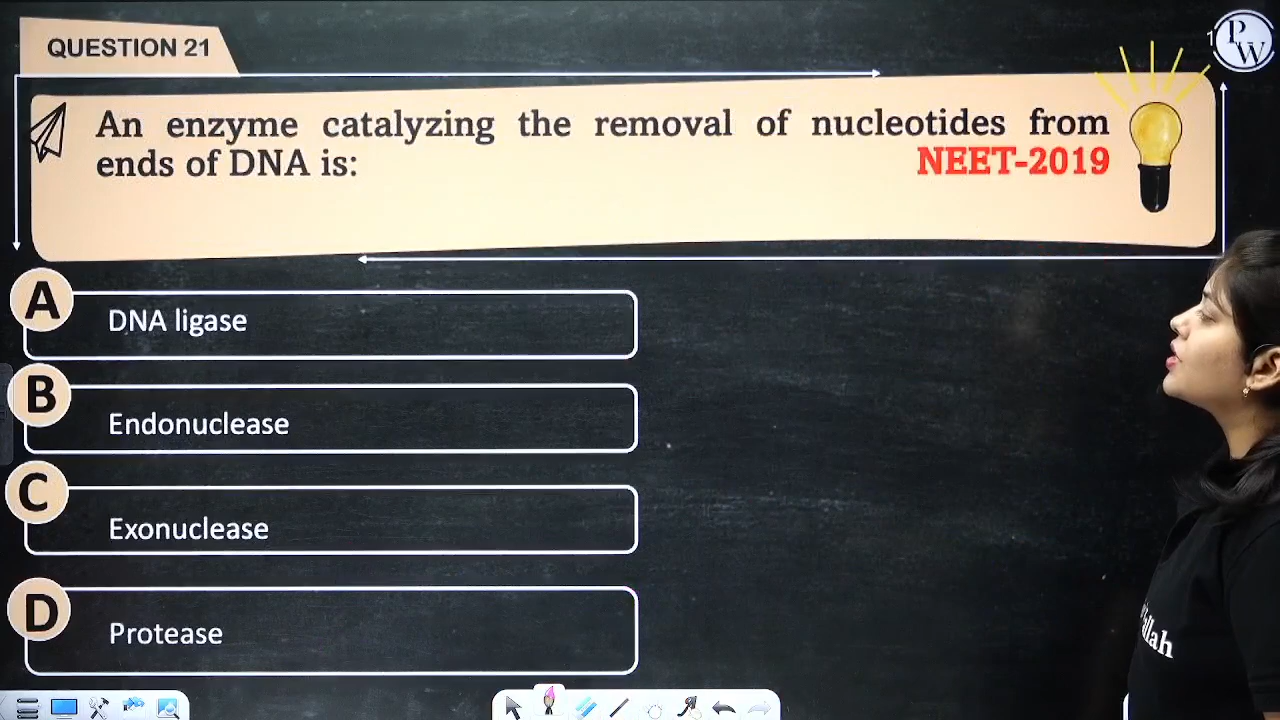 QUESTION 21
PW
An enzyme catalyzing the removal of nucleotides from
ends of DNA is: NEET-2019
A
DNA ligase
B
Endonuclease
C
Exonuclease
D
Protease